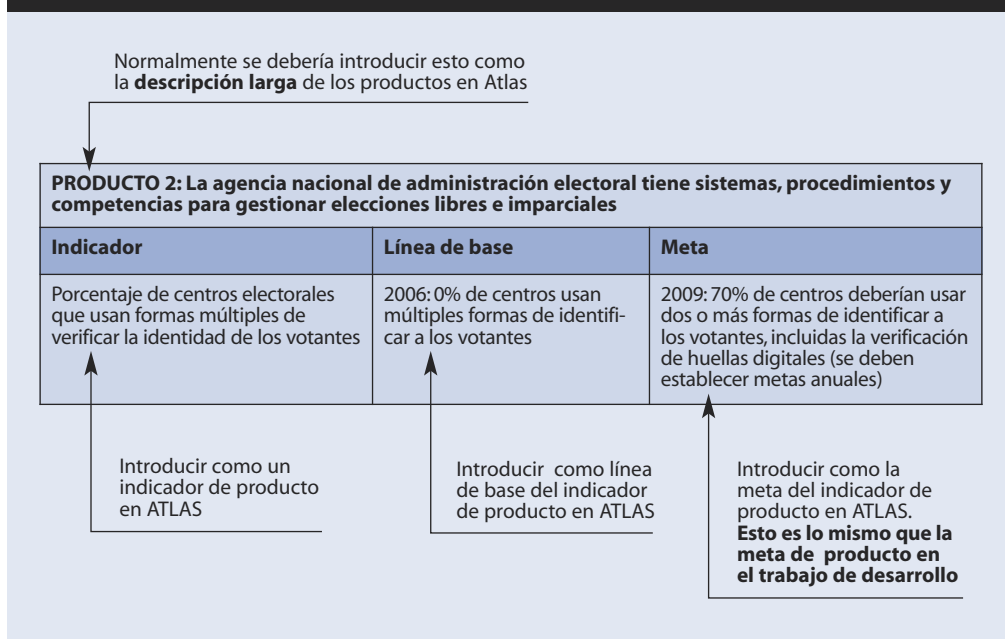 Normalmente se debería introducir esto como
la descripción larga de los productos en Atlas
PRODUCTO 2: La agencia nacional de administración electoral tiene sistemas, procedimientos y
competencias para gestionar elecciones libres e imparciales
Indicador
Línea de base
Meta
Porcentaje de centros electorales
que usan formas múltiples de
verificar la identidad de los votantes
2006: 0% de centros usan
múltiples formas de identifi-
car a los votantes
2009: 70% de centros deberían usar
dos o más formas de identificar a
los votantes, incluidas la verificación
de huellas digitales (se deben
establecer metas anuales)
Introducir como un
indicador de producto
en ATLAS
Introducir como línea
de base del indicador
de producto en ATLAS
Introducir como la
meta del indicador de
producto en ATLAS.
Esto es lo mismo que la
meta de producto en
el trabajo de desarrollo